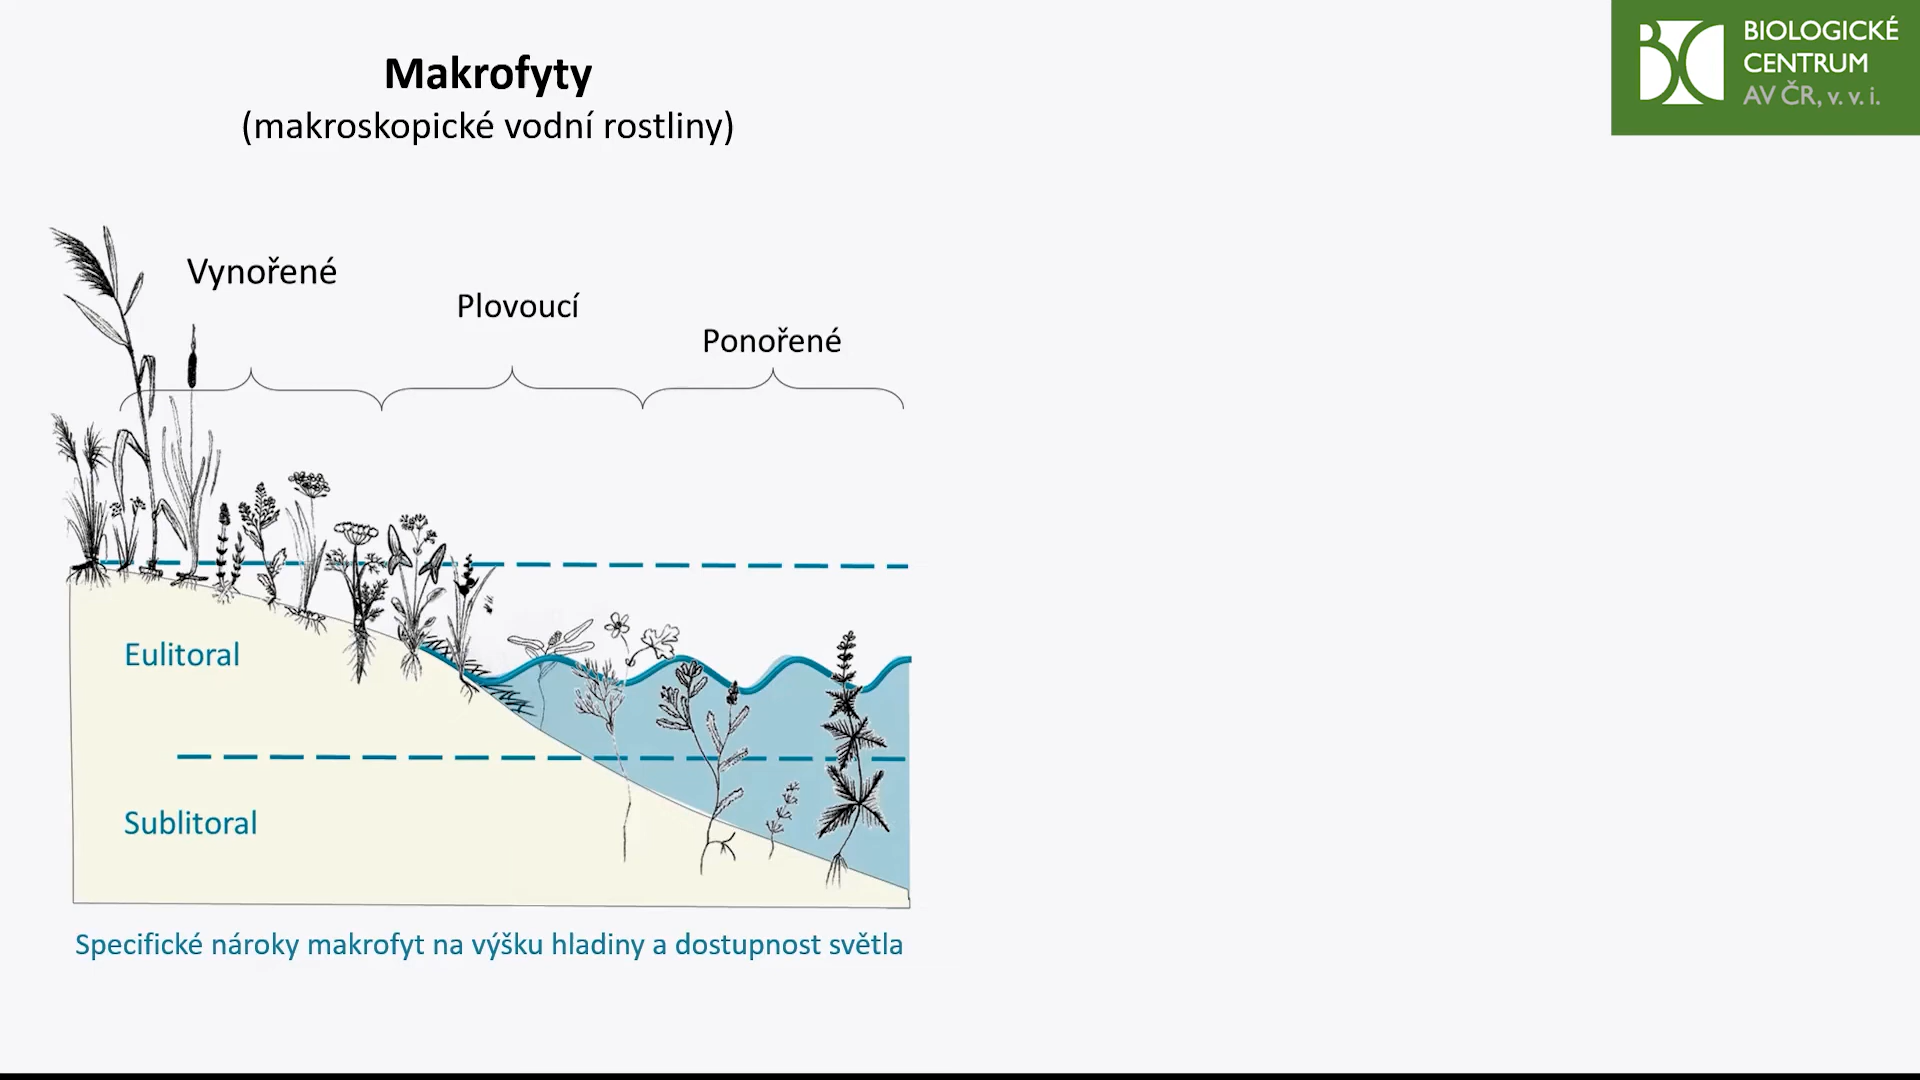 Makrofyty
(makroskopické vodní rostliny)
BIOLOGICKÉ
CENTRUM
AV ČR, v. v. i.
Vynořené
Plovoucí
Ponořené
Eulitoral
Sublitoral
Specifické nároky makrofyt na výšku hladiny a dostupnost světla